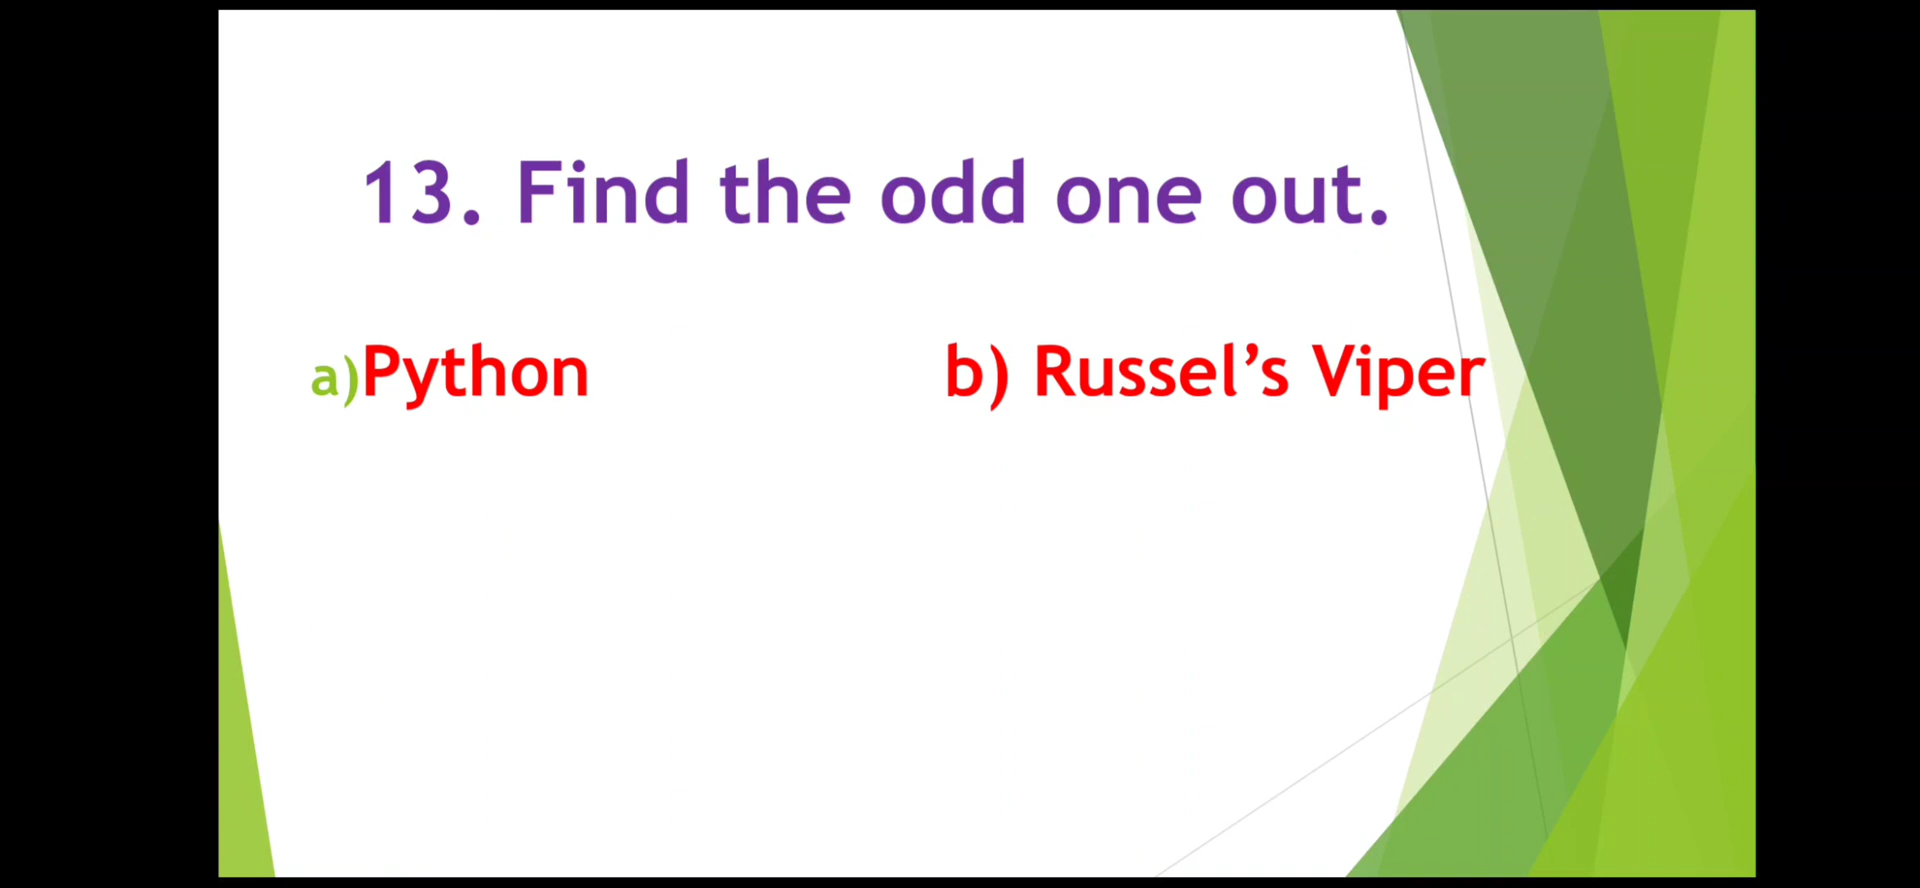 13. Find the odd one out.
a)Python b) Russel’s Viper